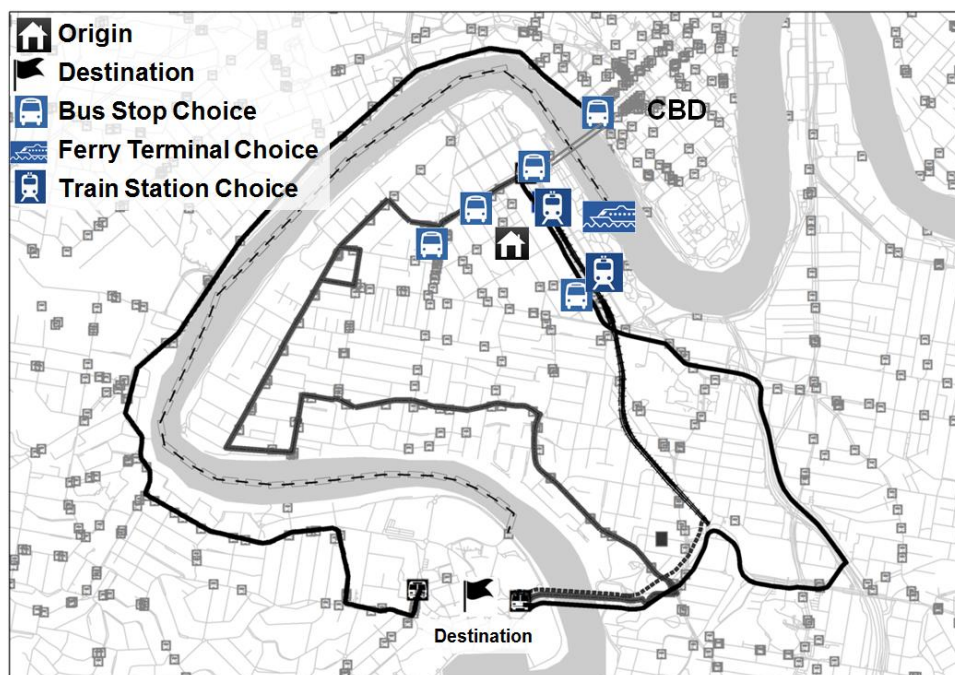 Origin
Destination
Bus Stop Choice
Ferry Terminal Choice
Train Station Choice
CBD
Destination